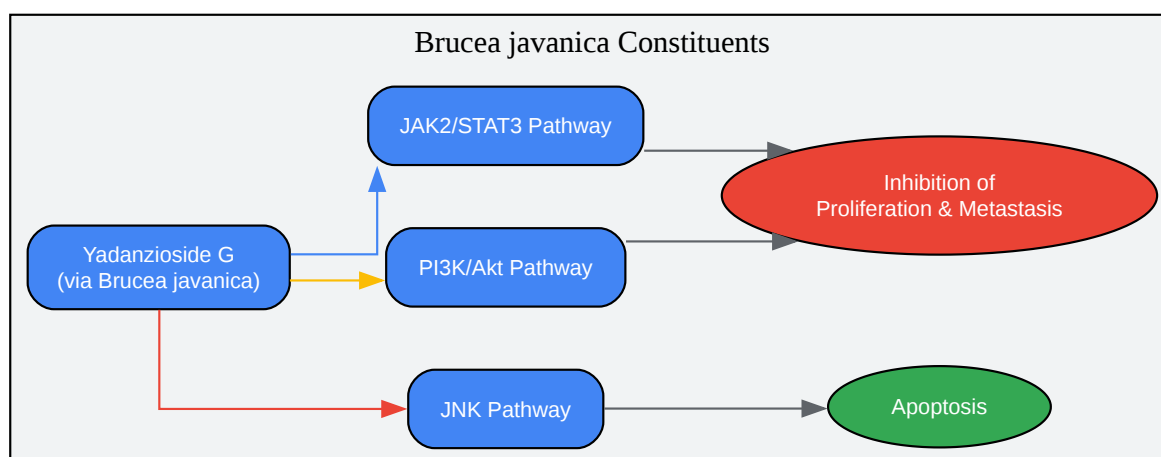 Brucea javanica Constituents
JAK2/STAT3 Pathway
Inhibition of
Proliferation & Metastasis
Yadanzioside G
(via Brucea javanica)
PI3K/Akt Pathway
JNK Pathway
Apoptosis